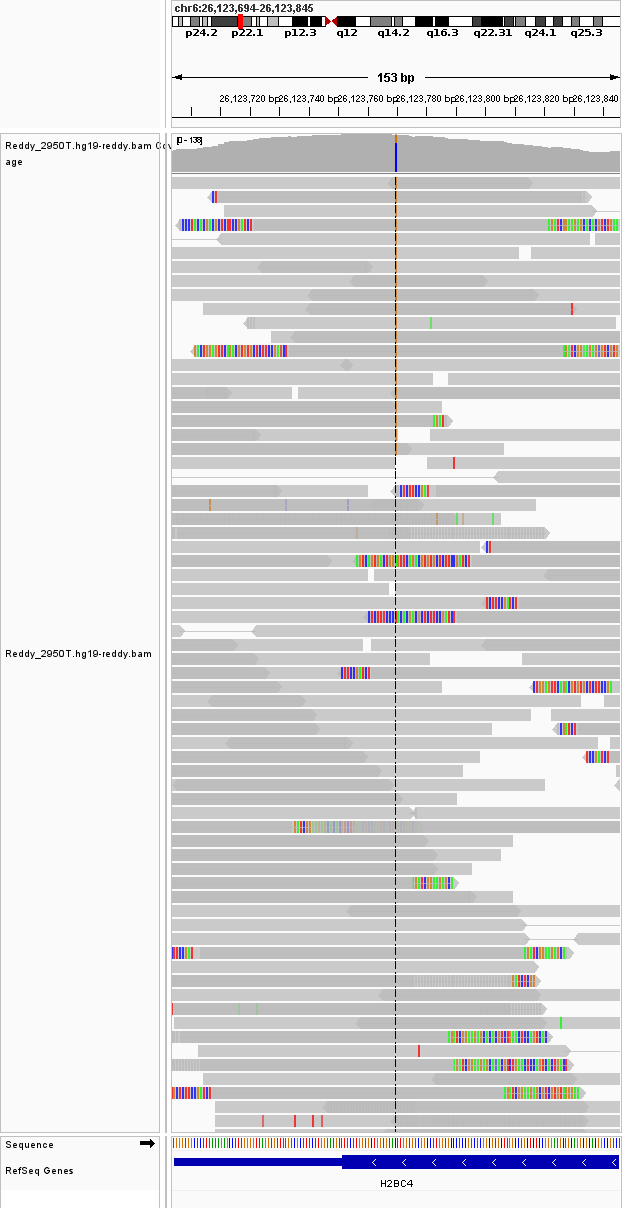 chr6:26,123,694-26,123,845
p24.2 p22.1 p12.3 q12 q14.2 q16.3 q22.31 q24.1 q25.3
153 bp
26,123,720 bp 26,123,740 bp 26,123,760 bp 26,123,780 bp 26,123,800 bp 26,123,820 bp 26,123,840
Reddy_2950T.hg19-reddy.bam Cov
age
[0 - 138]
Reddy_2950T.hg19-reddy.bam
Sequence
RefSeq Genes
H2BC4